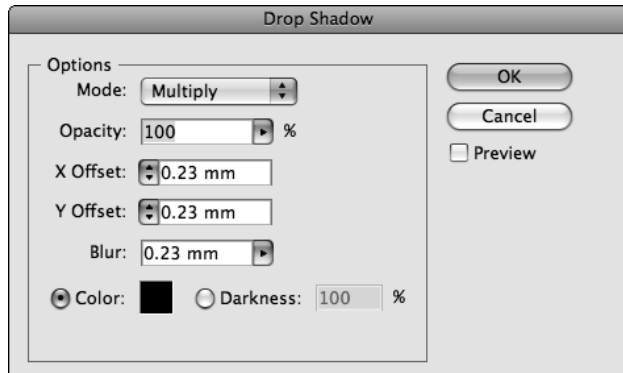 Drop Shadow
Options
Mode: Multiply
Opacity: 100 %
X Offset: 0.23 mm
Y Offset: 0.23 mm
Blur: 0.23 mm
Color: Darkness: 100 %
OK
Cancel
Preview